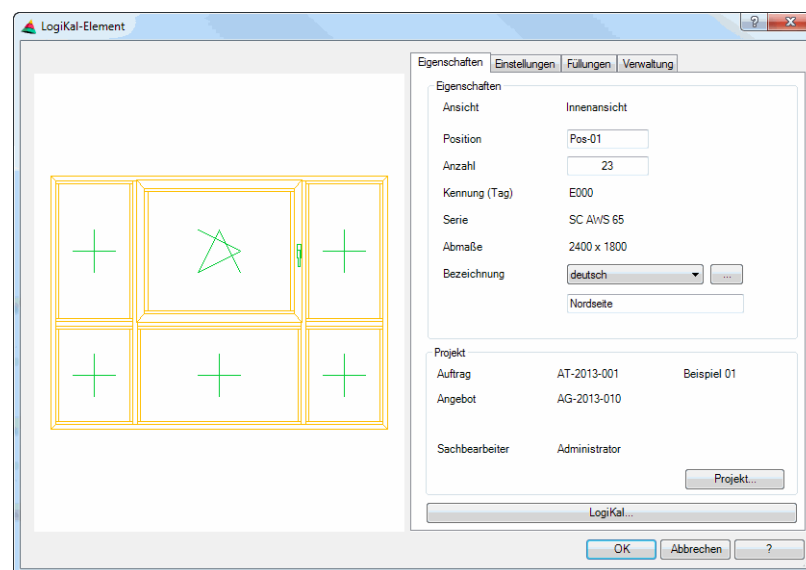 LogiKal-Element
Eigenschaften Einstellungen Füllungen Verwaltung
Eigenschaften
Ansicht Innenansicht
Position Pos-01
Anzahl 23
Kennung (Tag) E000
Serie SC AWS 65
Abmaße 2400 x 1800
Bezeichnung deutsch ...
Nordseite
Projekt
Auftrag AT-2013-001 Beispiel 01
Angebot AG-2013-010
Sachbearbeiter Administrator
Projekt...
LogiKal...
OK Abbrechen ?